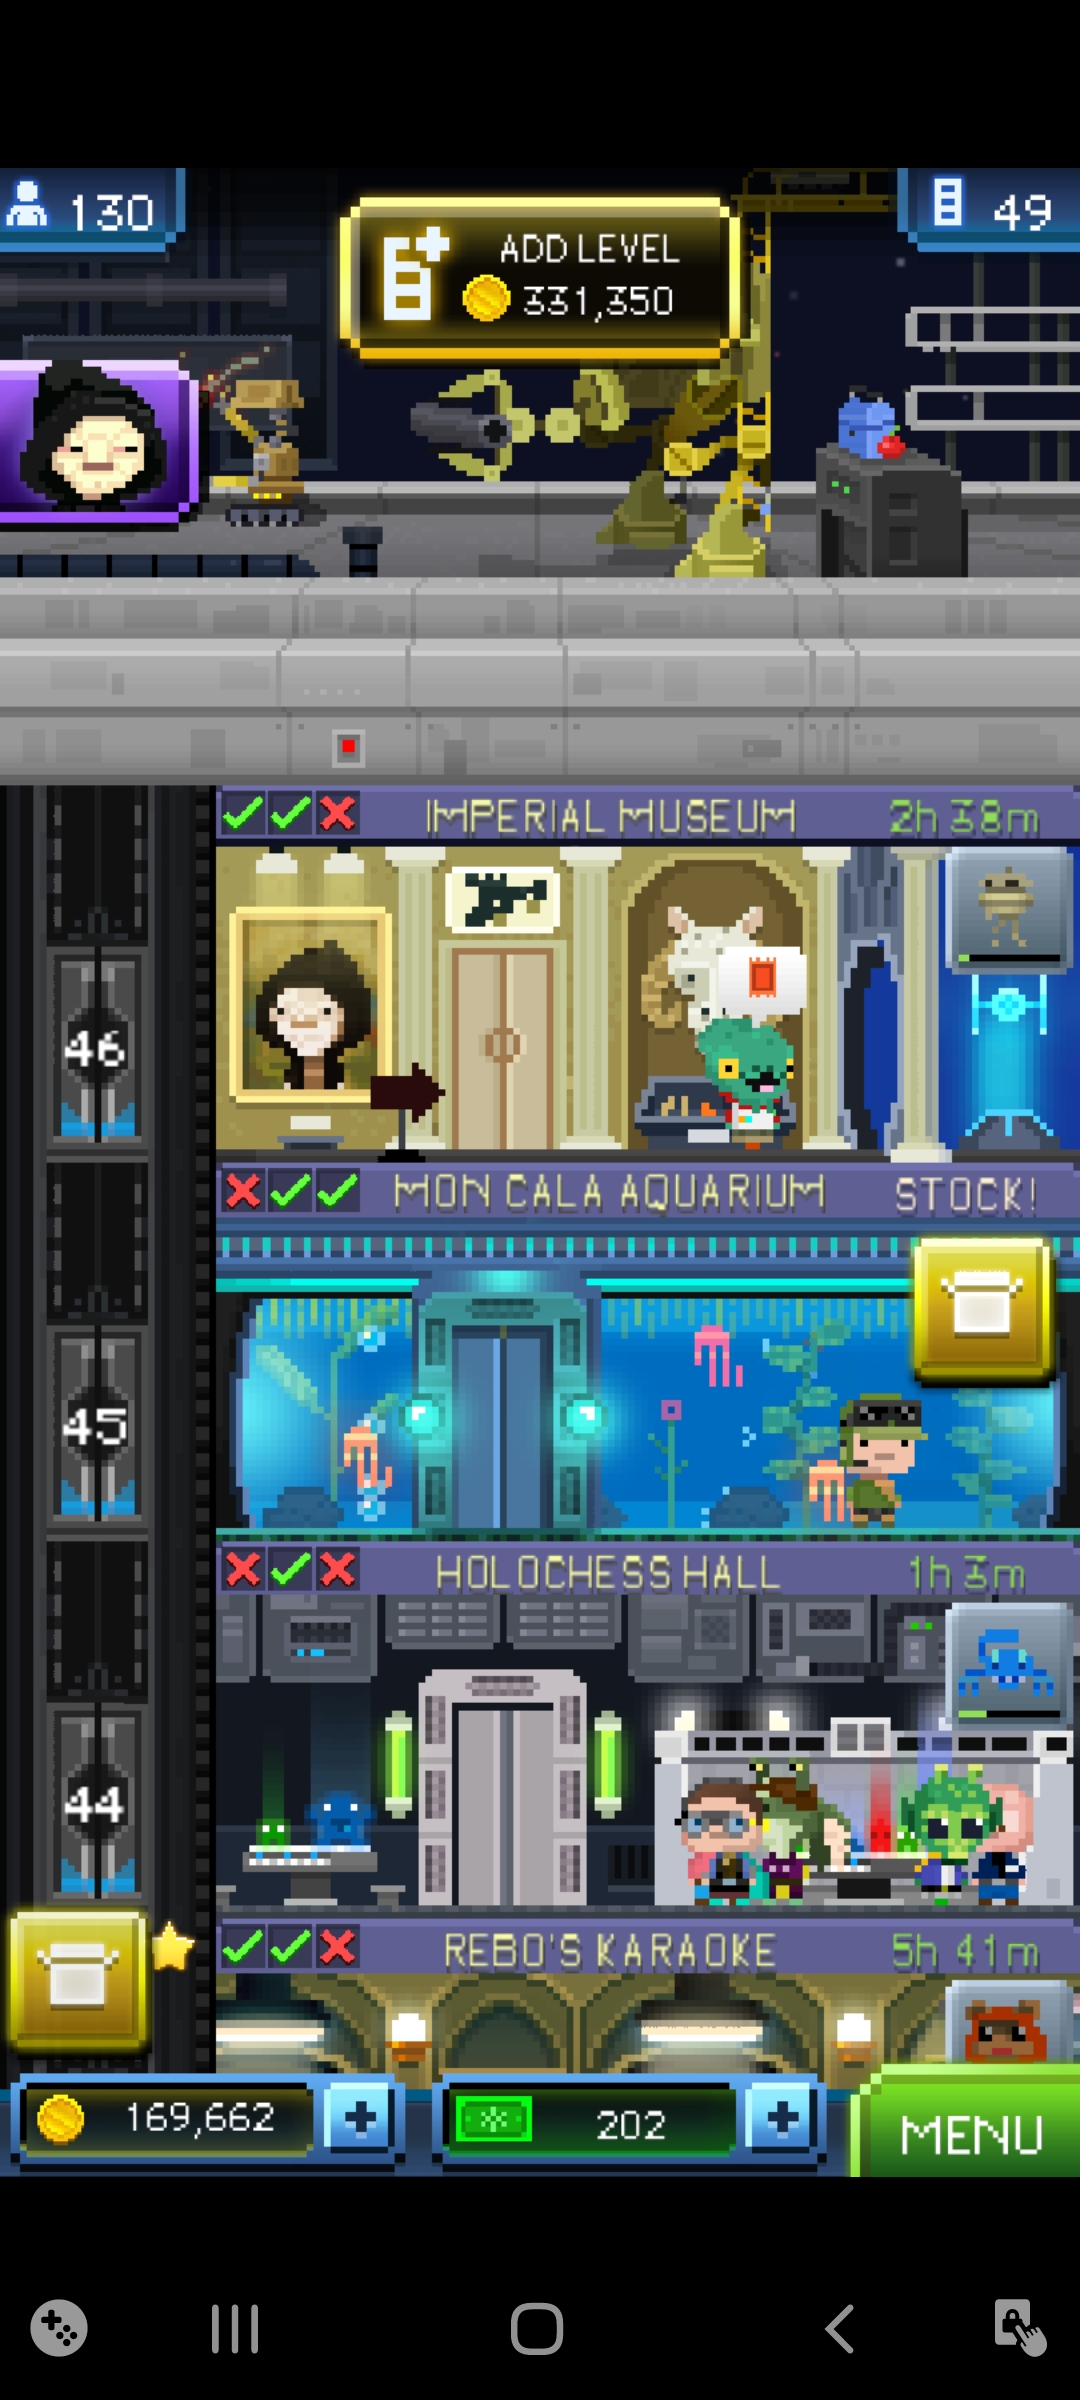 130
ADD LEVEL
331,350
49
IMPERIAL MUSEUM 2h 38m
46
MON CALA AQUARIUM STOCK!
45
HOLOCHESS HALL 1h 3m
44
REBO'S KARAOKE 5h 41m
169,662
202
MENU